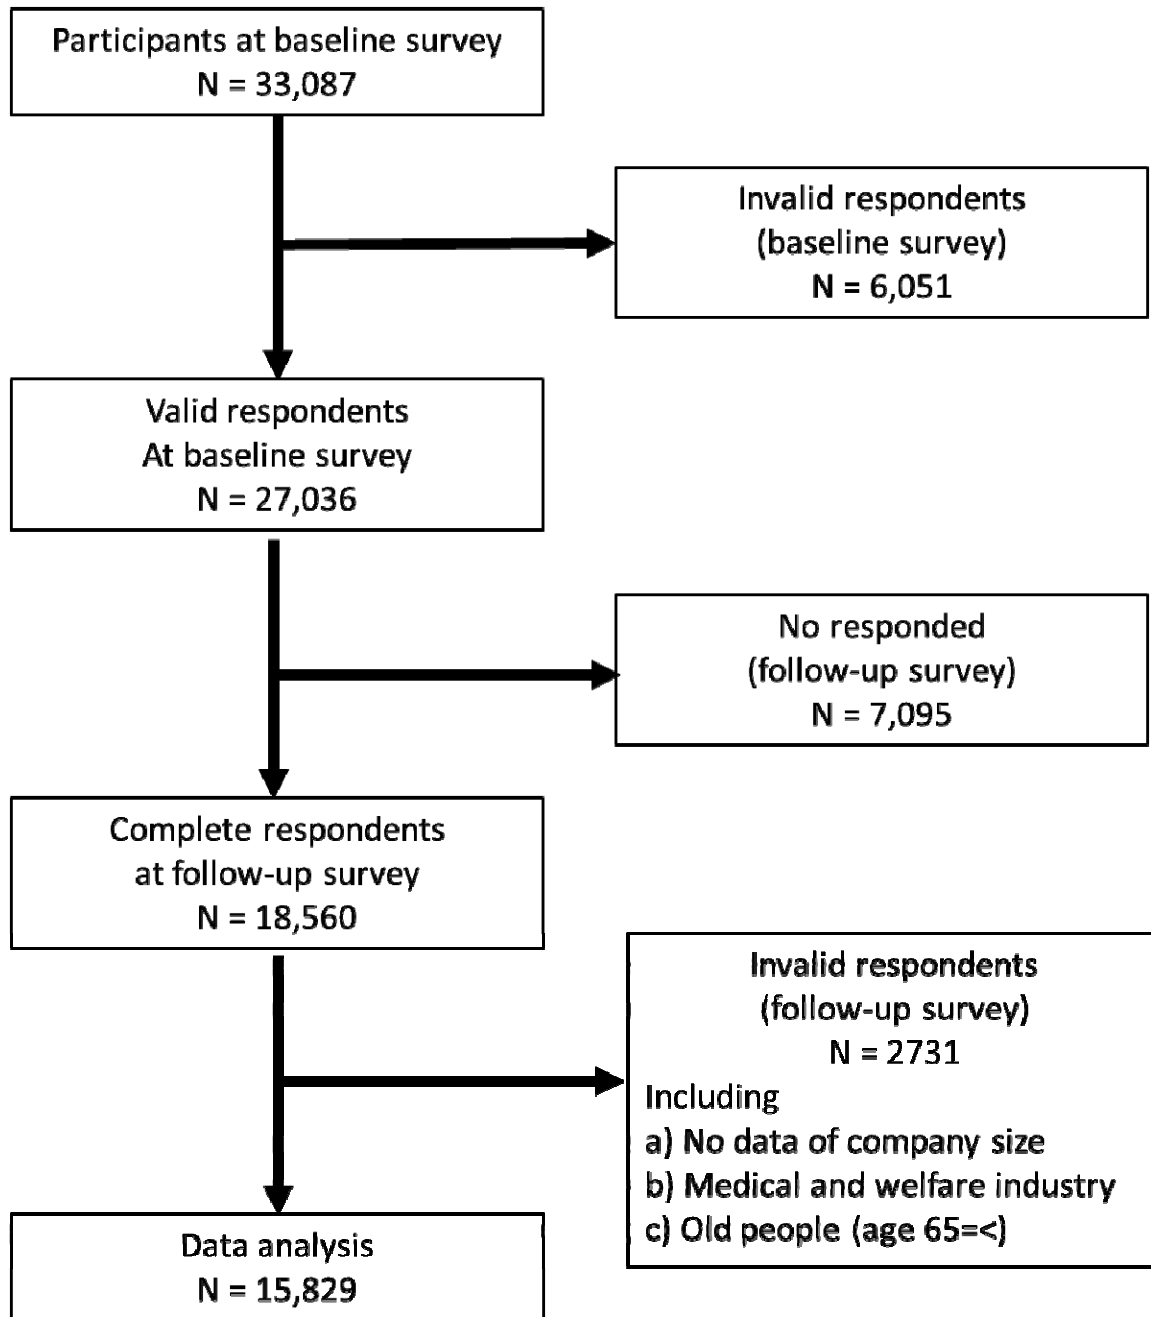 Participants at baseline survey
N = 33,087
Invalid respondents
(baseline survey)
N = 6,051
Valid respondents
At baseline survey
N = 27,036
No responded
(follow-up survey)
N = 7,095
Complete respondents
at follow-up survey
N = 18,560
Invalid respondents
(follow-up survey)
N = 2731
Including
a) No data of company size
b) Medical and welfare industry
c) Old people (age 65=<)
Data analysis
N = 15,829